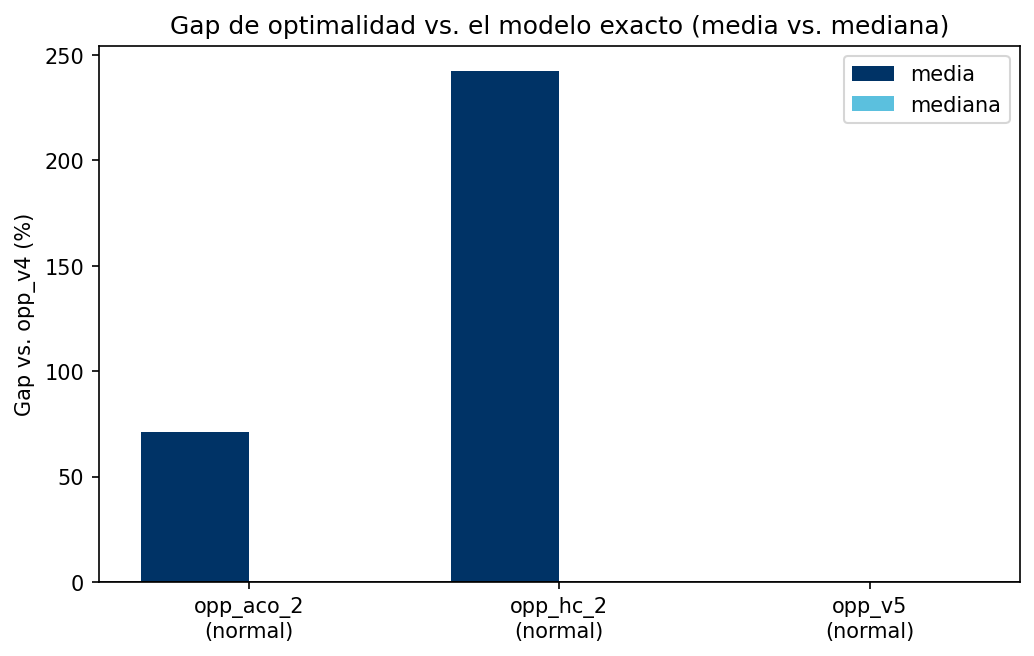 Gap de optimalidad vs. el modelo exacto (media vs. mediana)
250
200
150
100
50
0
Gap vs. opp_v4 (%)
media
mediana
opp_aco_2
(normal)
opp_hc_2
(normal)
opp_v5
(normal)